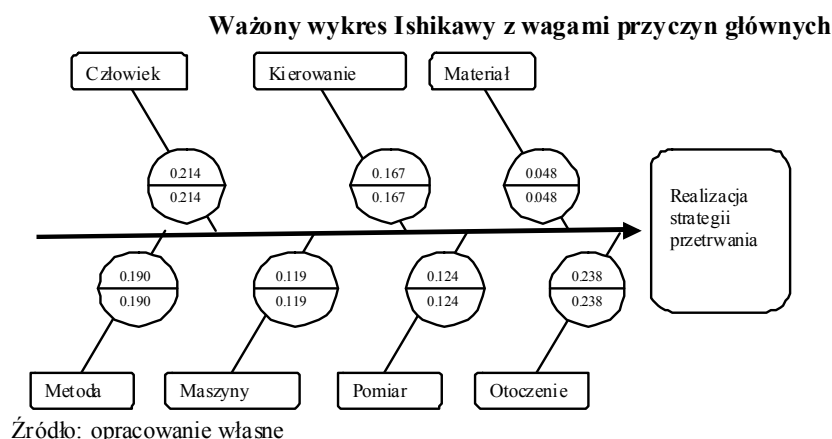 Ważony wykres Ishikawy z wagami przyczyn głównych
Człowiek
Kierowanie
Materiał
0.214
0.214
0.167
0.167
0.048
0.048
Realizacja
strategii
przetrwania
0.190
0.190
0.119
0.119
0.124
0.124
0.238
0.238
Metoda
Maszyny
Pomiar
Otoczenie
Źródło: opracowanie własne